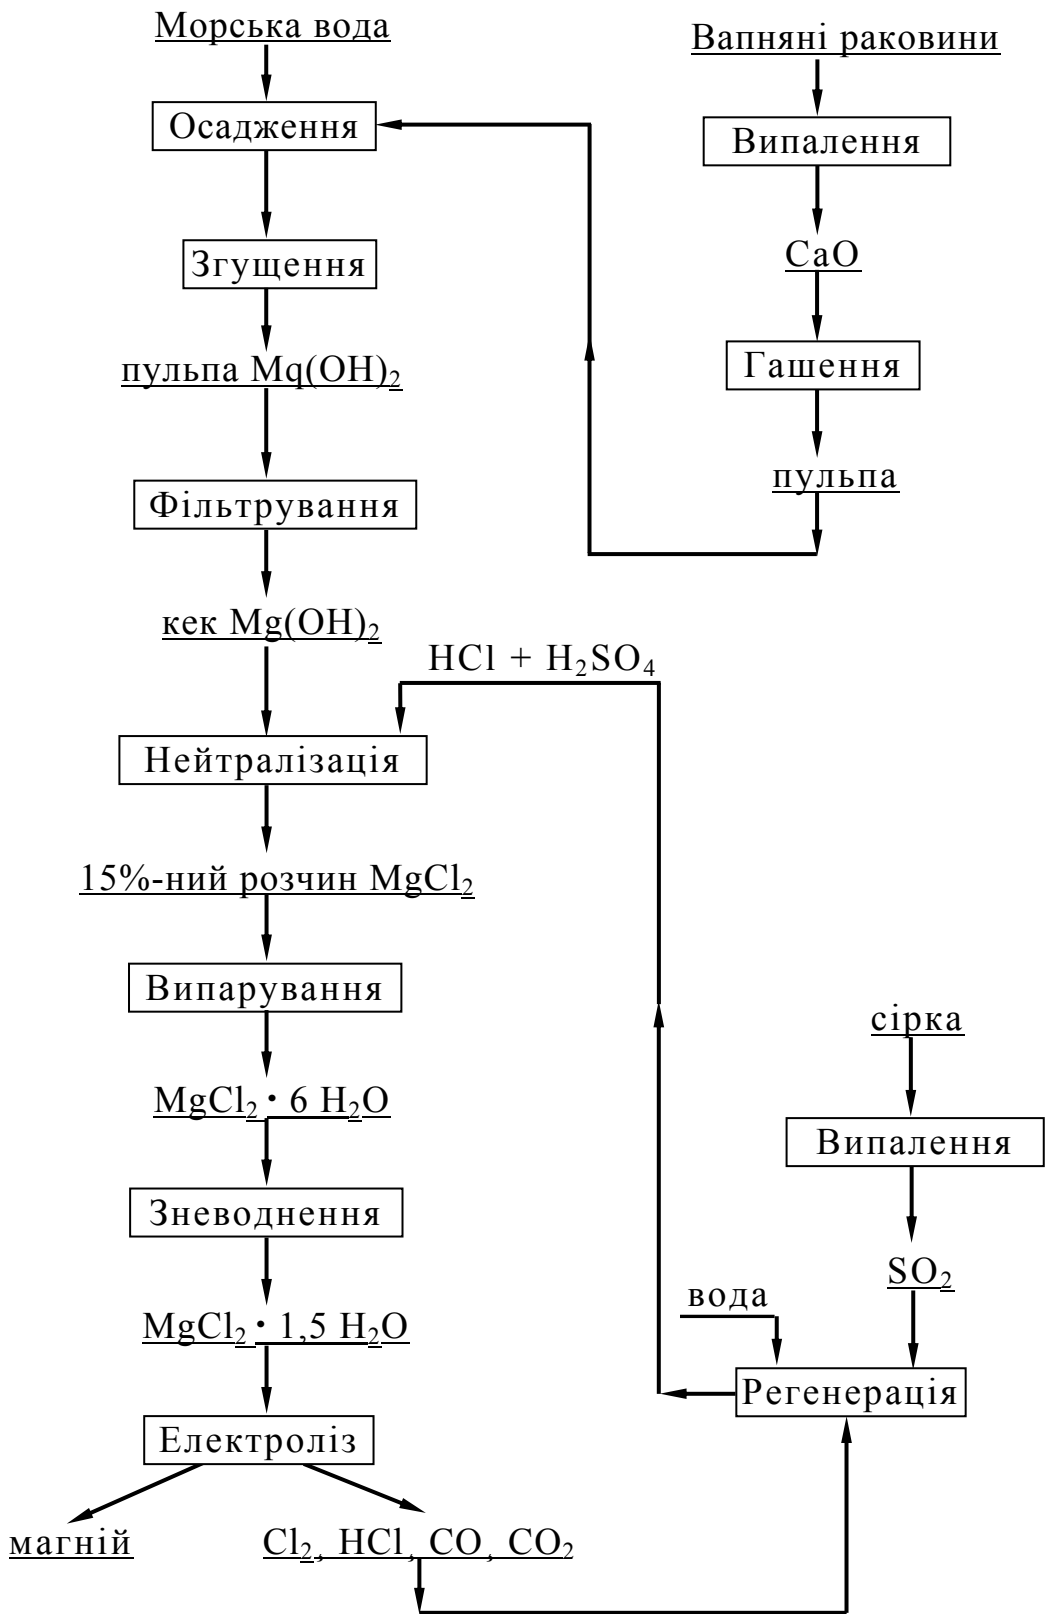 Морська вода
Осадження
Згущення
пульпа Mq(OH)₂
Фільтрування
кек Mg(OH)₂
Нейтралізація
15%-ний розчин MgCl₂
Випарування
MgCl₂ · 6 H₂O
Зневоднення
MgCl₂ · 1,5 H₂O
Електроліз
магній
Cl₂, HCl, CO, CO₂
Вапняні раковини
Випалення
CaO
Гашення
пульпа
HCl + H₂SO₄
сірка
Випалення
SO₂
вода
Регенерація